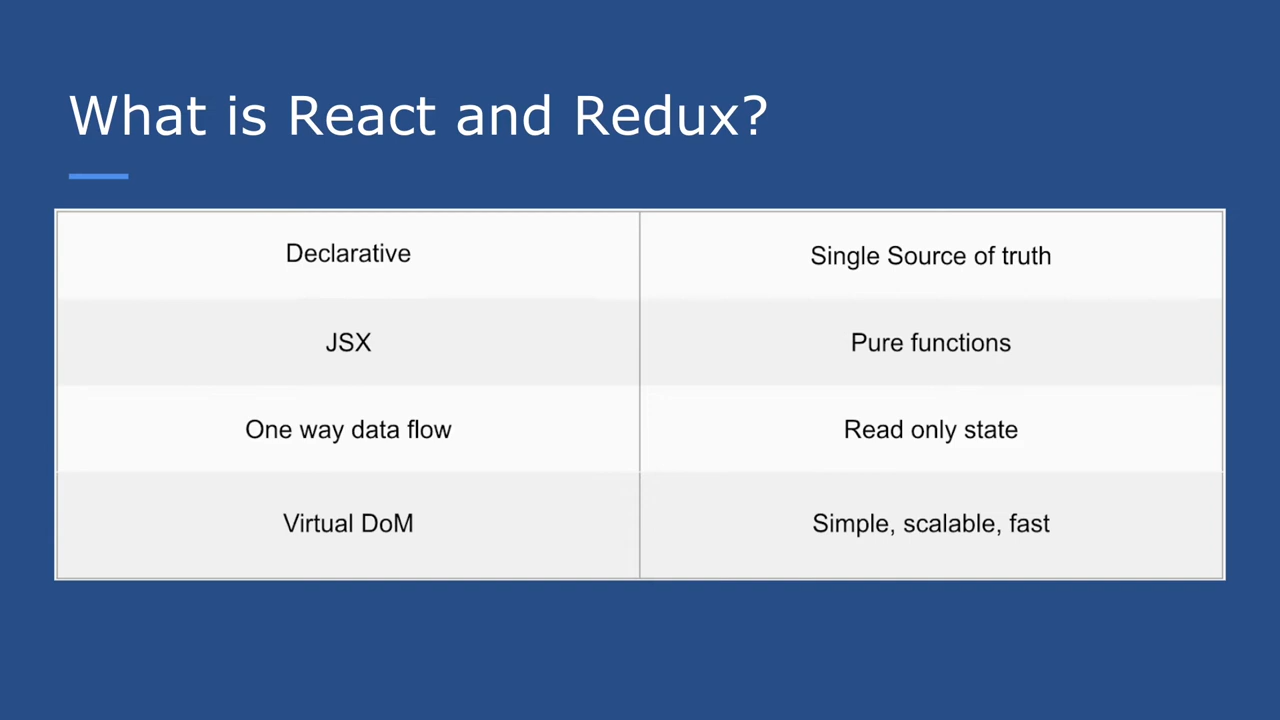 What is React and Redux?
Declarative
Single Source of truth
JSX
Pure functions
One way data flow
Read only state
Virtual DoM
Simple, scalable, fast